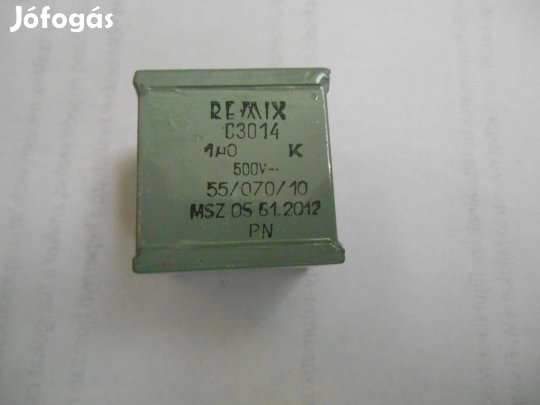 Jófogás
REMIX
C3014
1µ0 K
500V--
55/070/10
MSZ 05 61.2012
PN